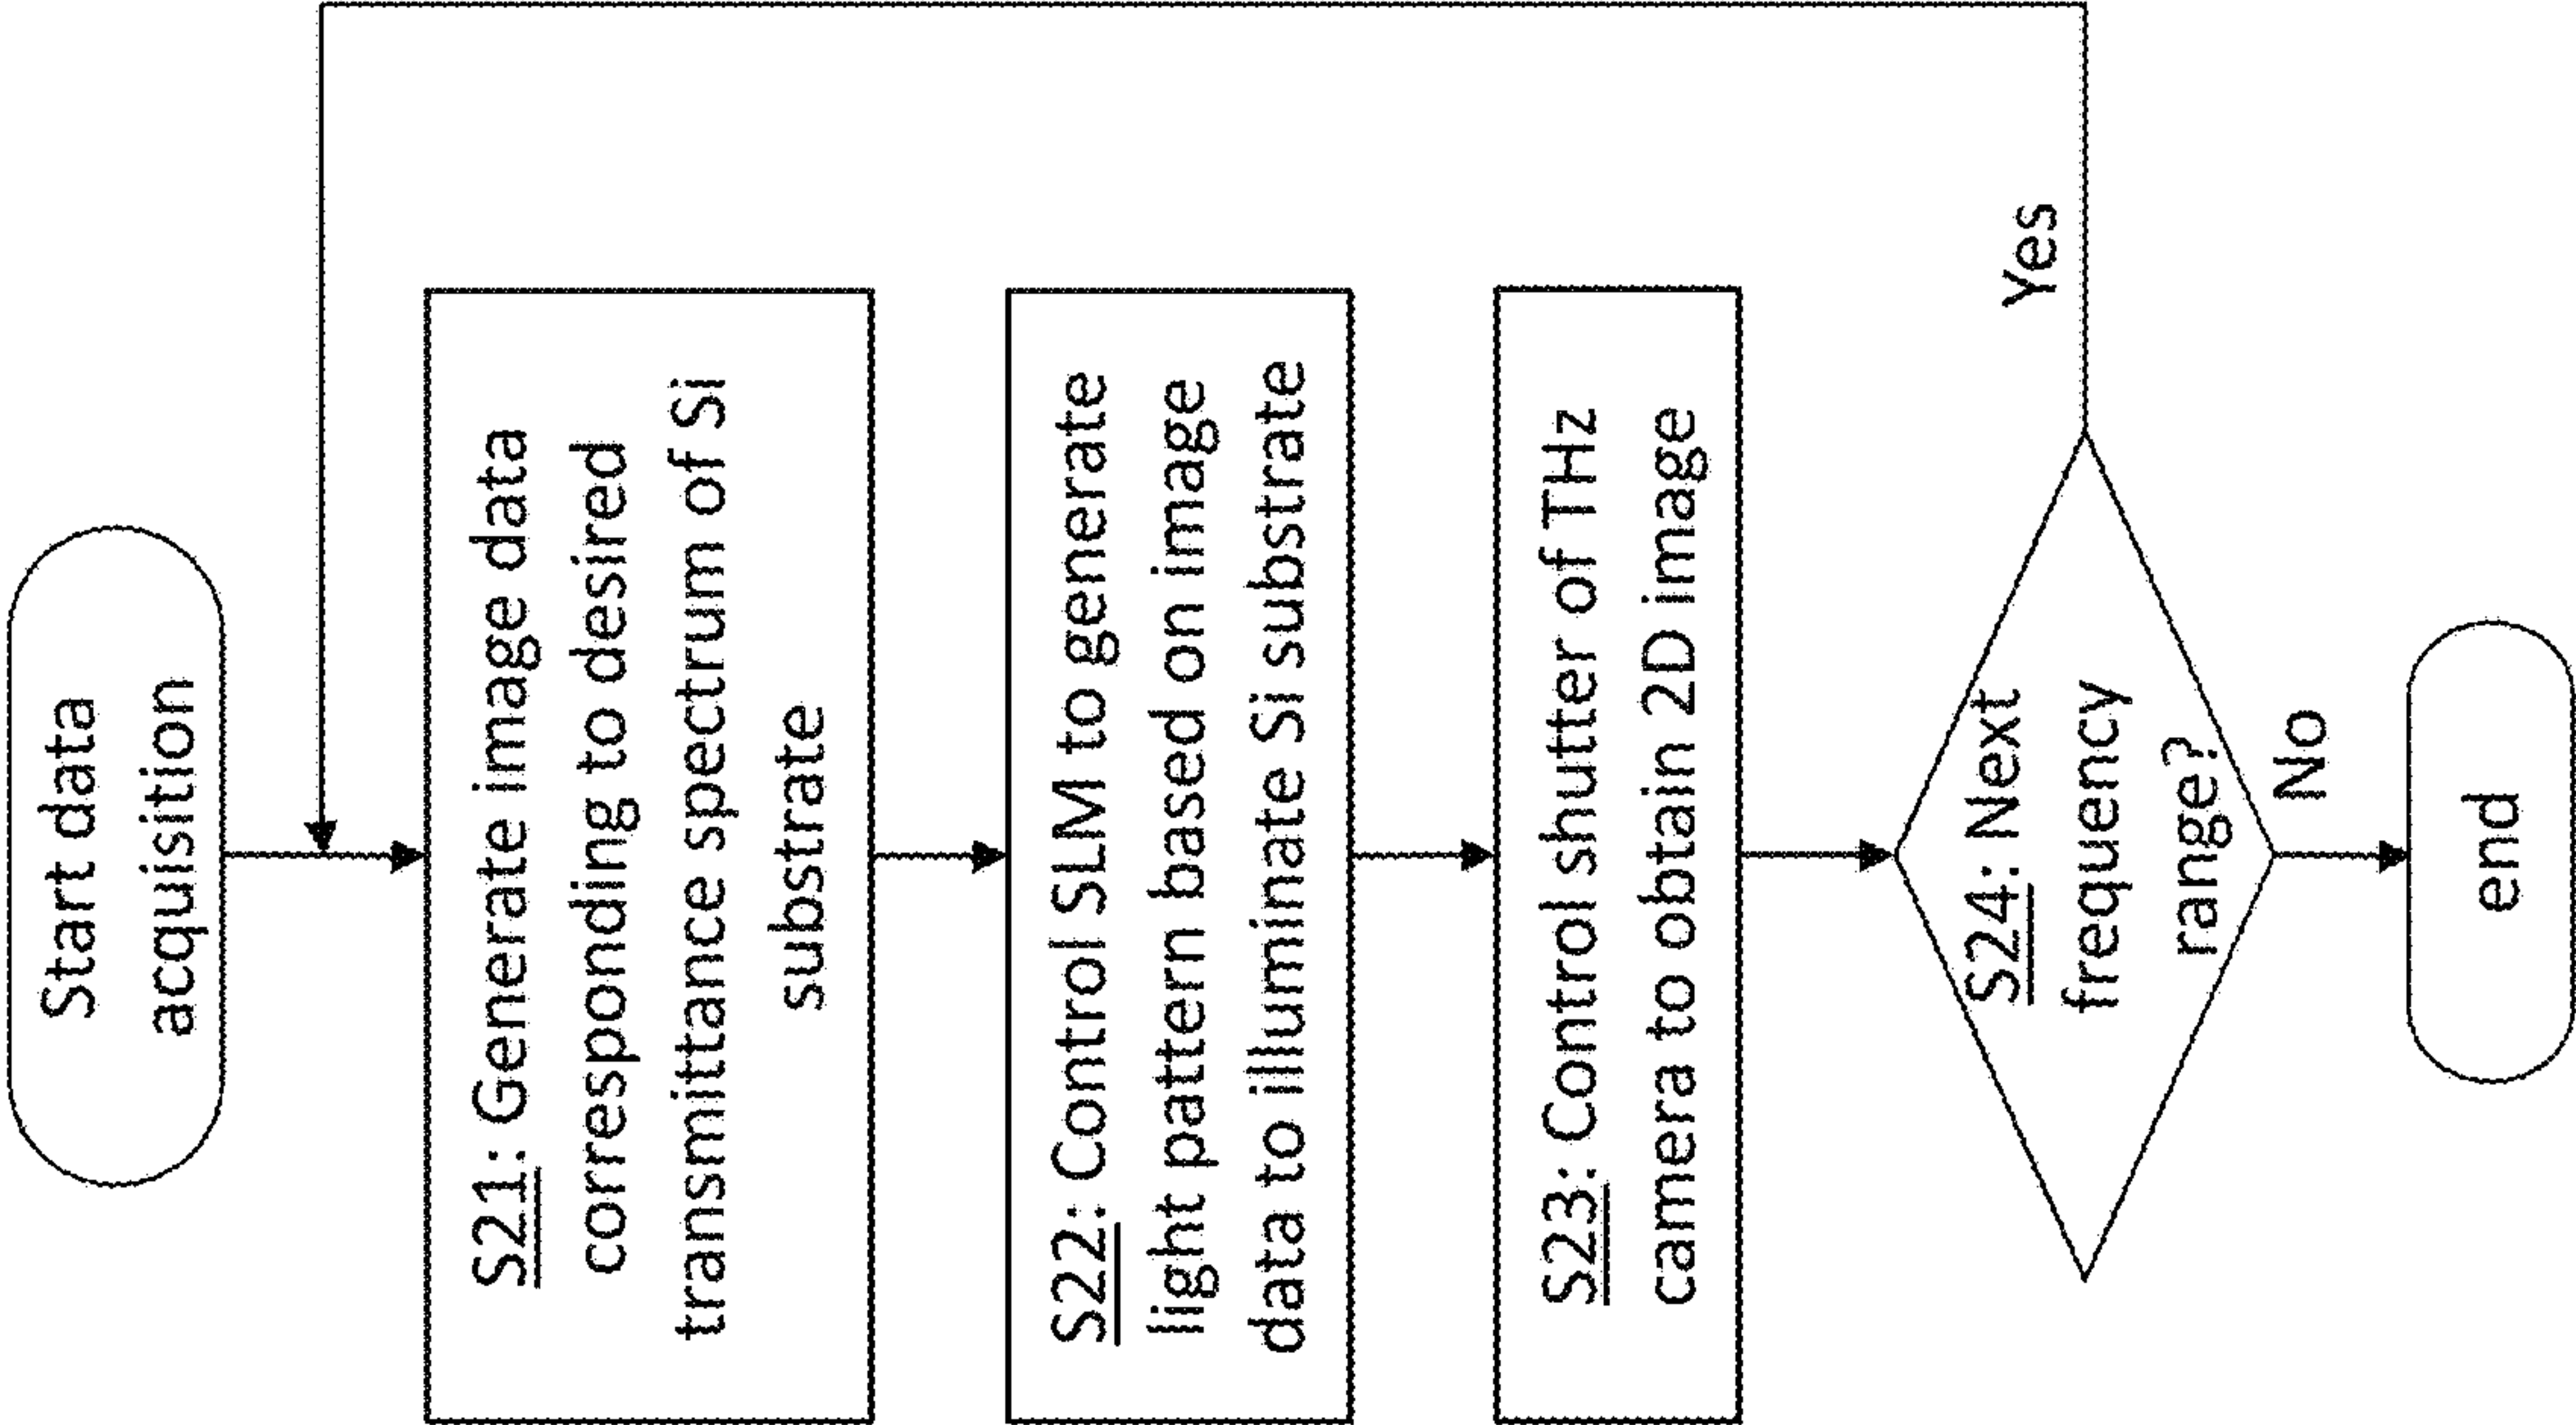 Start data
acquisition
S21: Generate image data
corresponding to desired
transmittance spectrum of Si
substrate
S22: Control SLM to generate
light pattern based on image
data to illuminate Si substrate
S23: Control shutter of THz
camera to obtain 2D image
S24: Next
frequency
range?
Yes
No
end